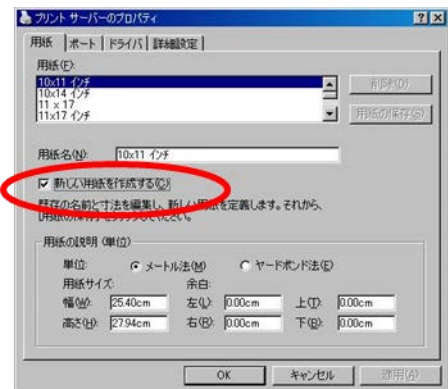 プリント サーバーのプロパティ
用紙 ポート ドライバ 詳細設定
用紙(F):
10x11 インチ
10x14 インチ
11 x 17
11x17 インチ
削除(D)
用紙の保存(S)
用紙名(N): 10x11 インチ
新しい用紙を作成する(C)
既存の名前と寸法を編集し、新しい用紙を定義します。それから、
[用紙の保存] をクリックしてください。
用紙の説明 (単位)
単位: メートル法(M) ヤードポンド法(E)
用紙サイズ: 余白:
幅(W): 25.40cm 左(L): 0.00cm 上(T): 0.00cm
高さ(H): 27.94cm 右(R): 0.00cm 下(B): 0.00cm
OK キャンセル 適用(A)